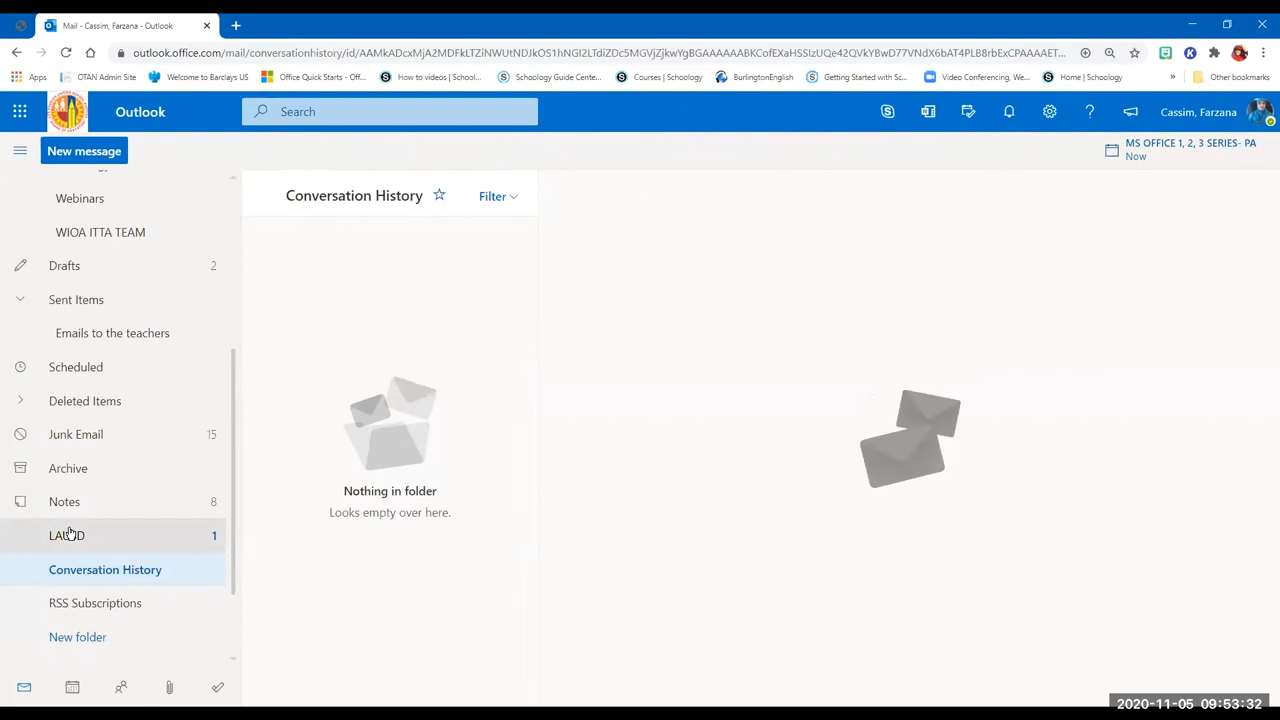 Mail - Cassim, Farzana - Outlook
outlook.office.com/mail/conversationhistory/id/AAMkADcxMjA2MDFkLTZiNWUtNDJkOS1hNGI2LTdiZDc5MGVjZjkwYgBGAAAAAABKCofEXaHSSIzUQe42QVkYBwD77VNdX6bAT4PLB8rbExCPAAAAET...
Apps
OTAN Admin Site
Welcome to Barclays US
Office Quick Starts - Off...
How to videos | School...
Schoology Guide Cente...
Courses | Schoology
BurlingtonEnglish
Getting Started with Sc...
Video Conferencing, We...
Home | Schoology
»
Other bookmarks
Outlook
Search
Cassim, Farzana
New message
MS OFFICE 1, 2, 3 SERIES- PA
Now
Webinars
Conversation History
Filter
WIOA ITTA TEAM
Drafts 2
Sent Items
Emails to the teachers
Scheduled
Deleted Items
Junk Email 15
Archive
Notes 8
Nothing in folder
Looks empty over here.
1
Conversation History
RSS Subscriptions
New folder
2020-11-05 09:53:32